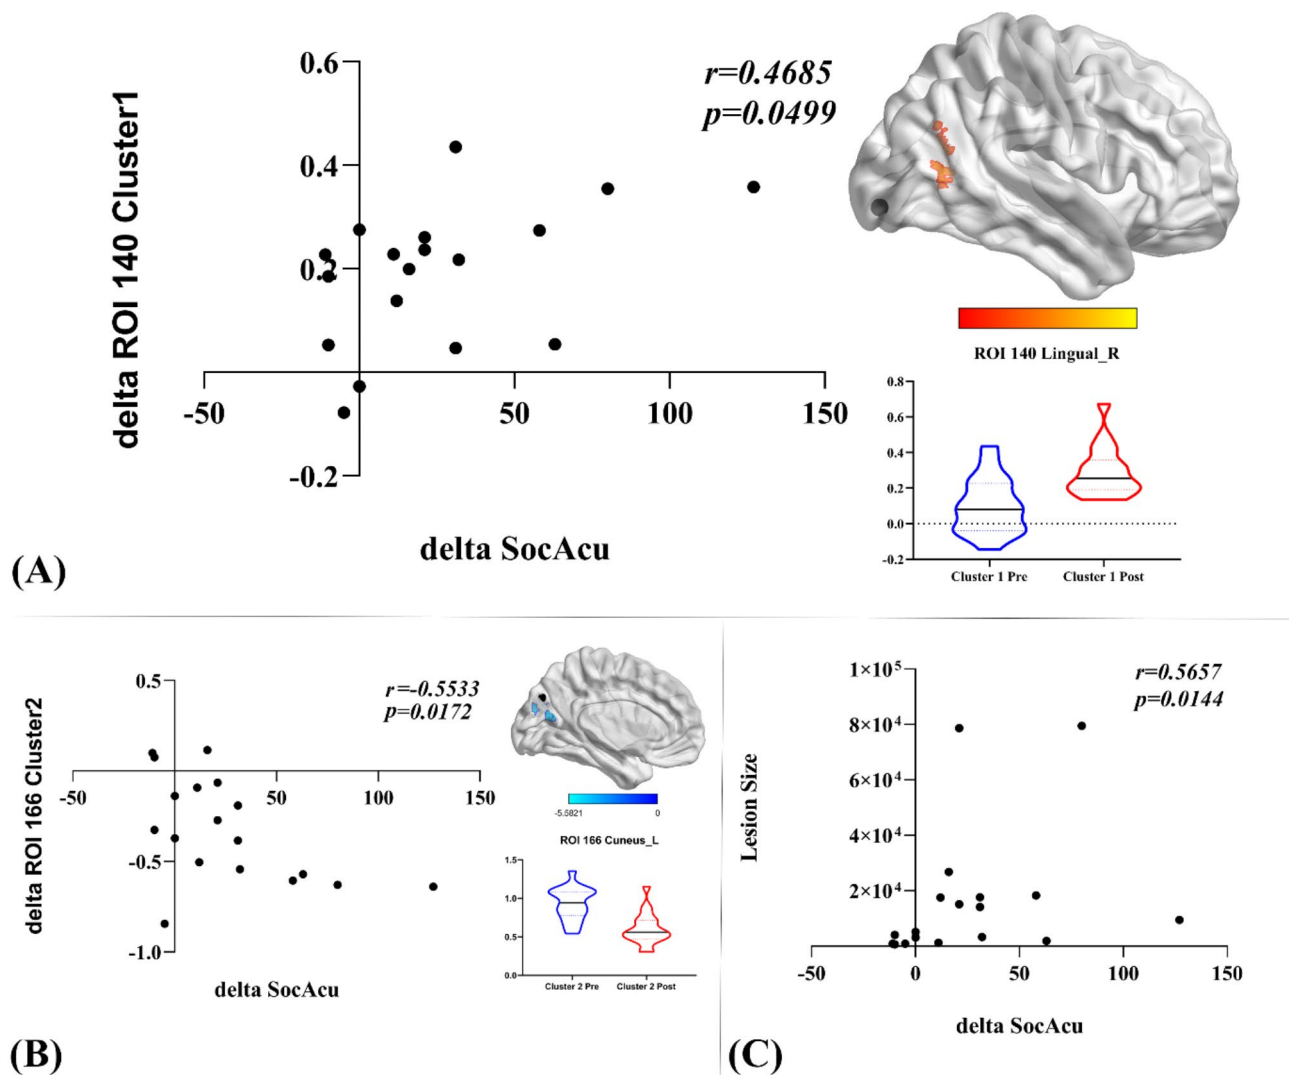 0.6
r=0.4685
p=0.0499
0.4
0.2
-50
50
100
150
-0.2
delta ROI 140 Cluster1
delta SocAcu
(A)
ROI 140 Lingual_R
0.8
0.6
0.4
0.2
0.0
-0.2
Cluster 1 Pre
Cluster 1 Post
0.5
r=-0.5533
p=0.0172
-50
50
100
150
-0.5
-1.0
delta ROI 166 Cluster2
delta SocAcu
(B)
-5.5821
0
ROI 166 Cuneus_L
1.5
1.0
0.5
0.0
Cluster 2 Pre
Cluster 2 Post
1×10⁵
r=0.5657
p=0.0144
8×10⁴
6×10⁴
4×10⁴
2×10⁴
Lesion Size
-50
0
50
100
150
delta SocAcu
(C)